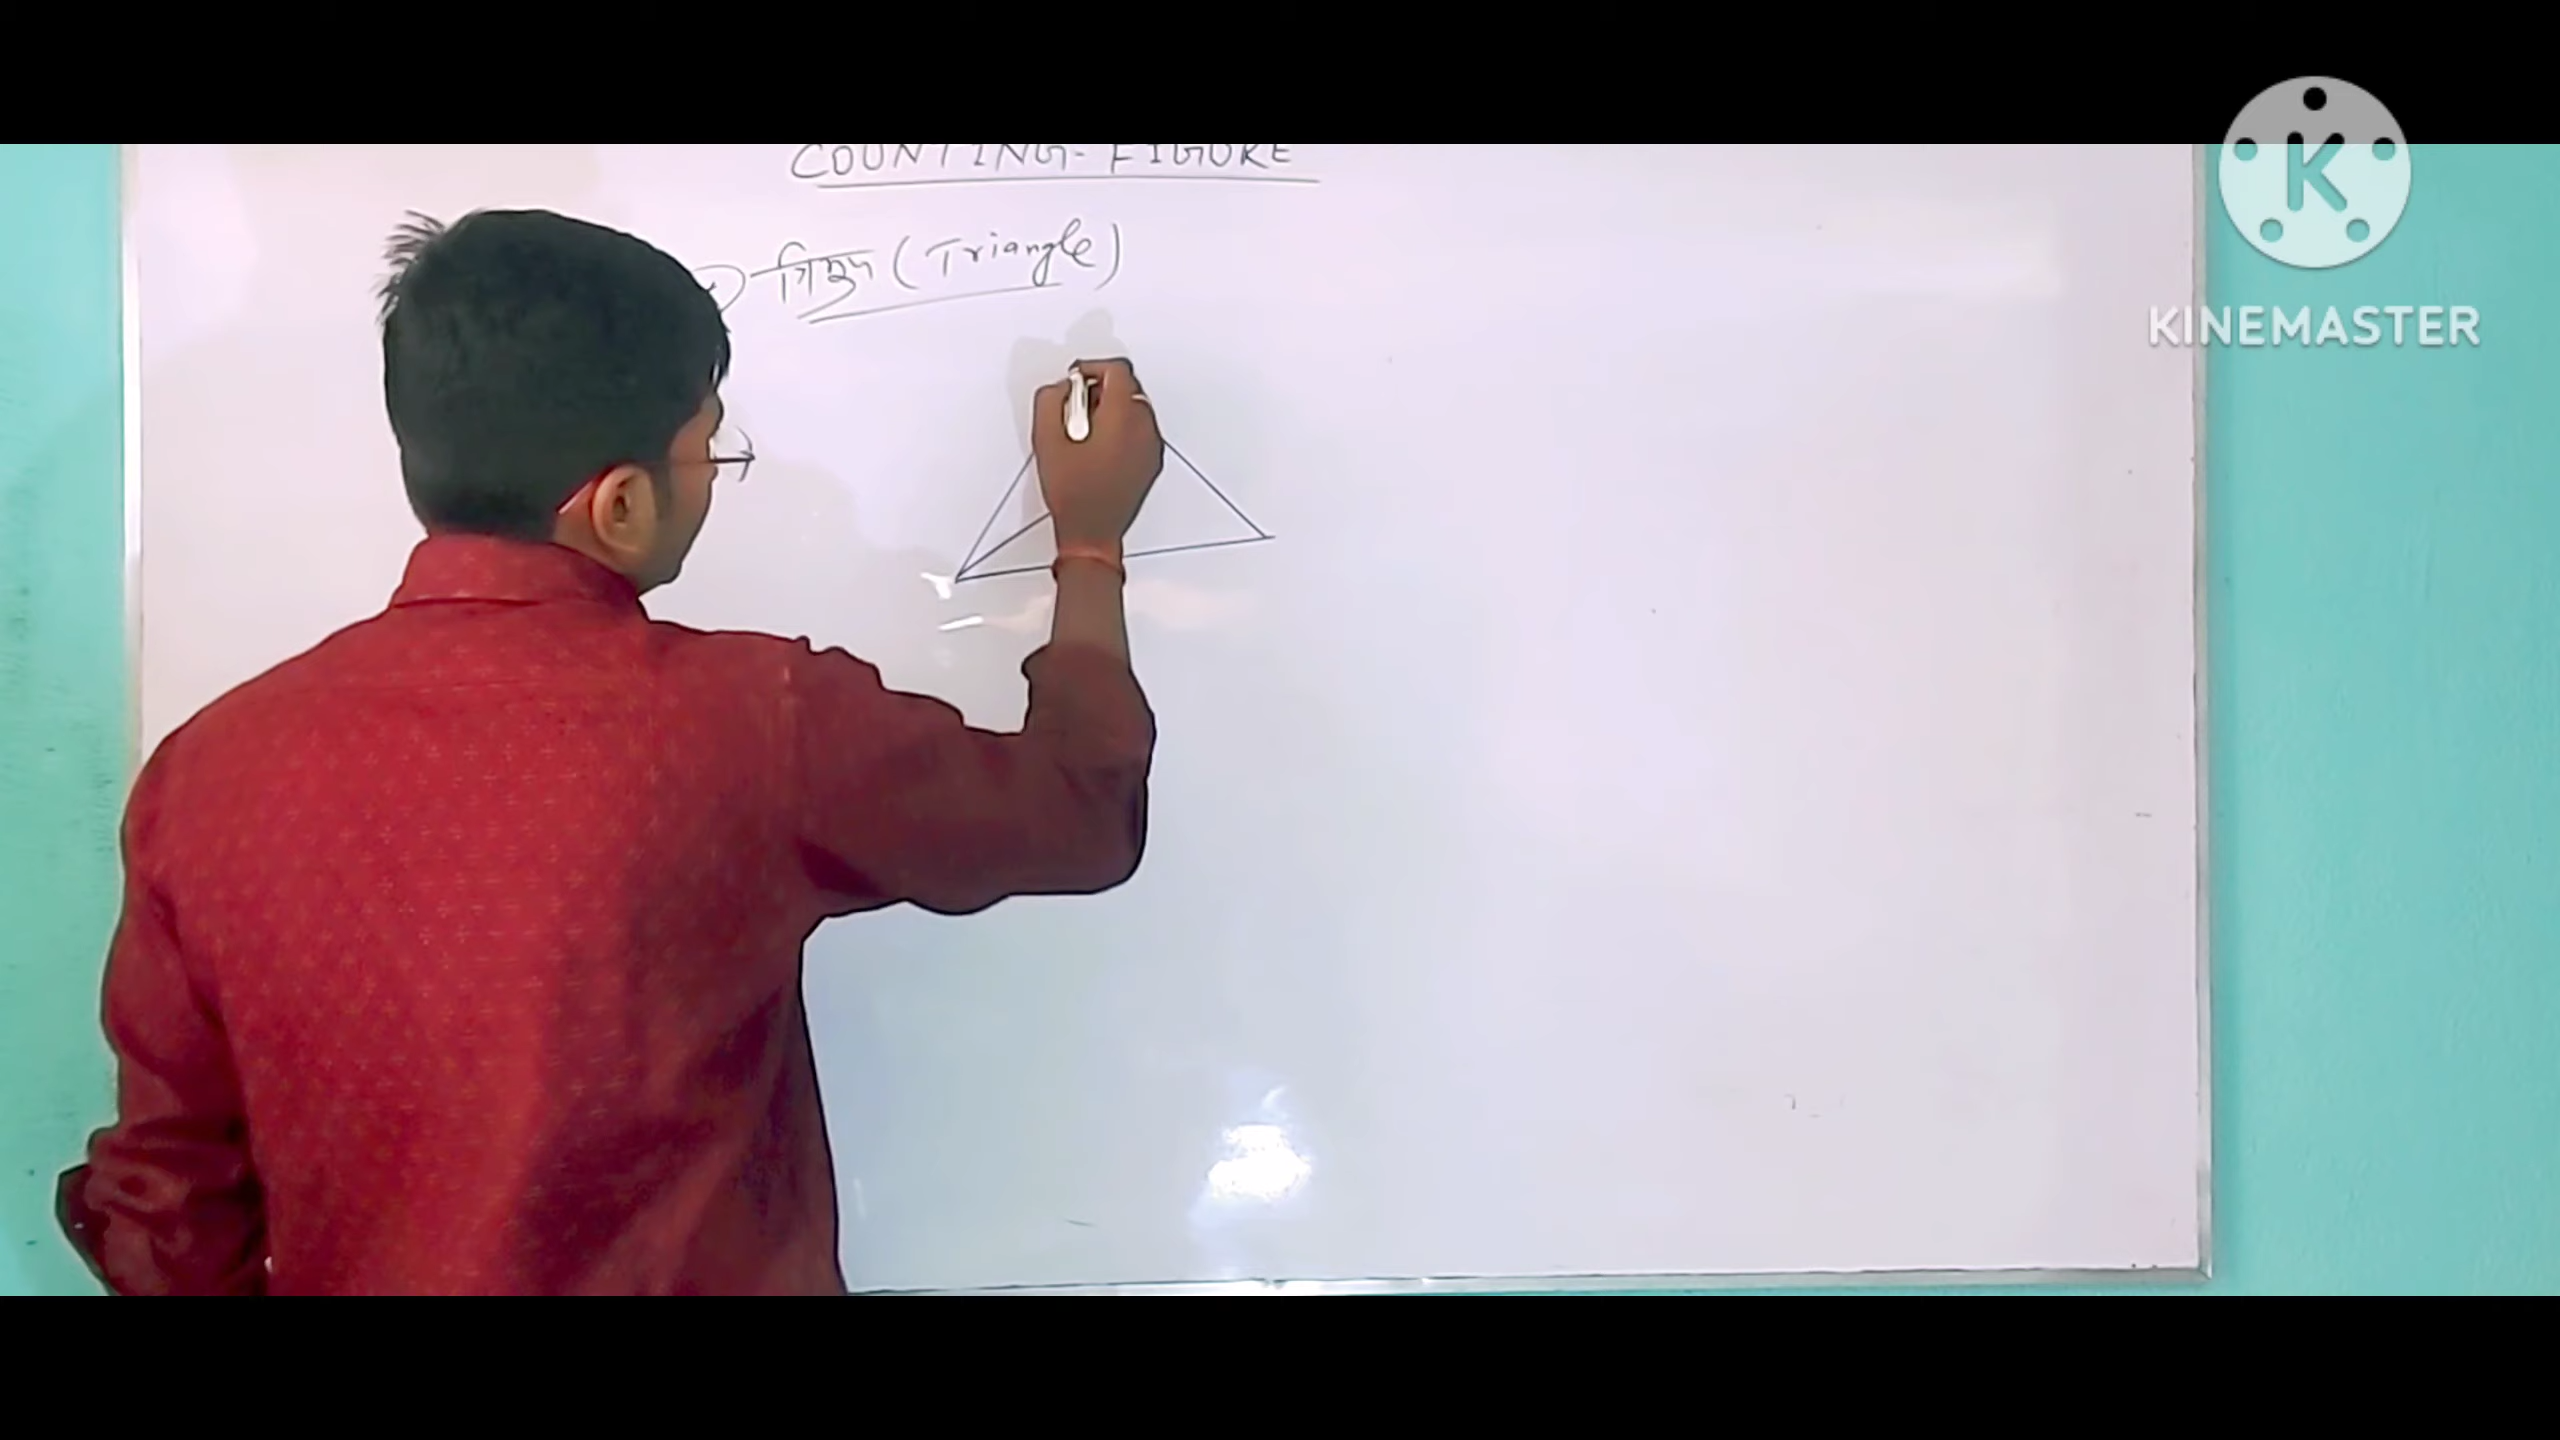 COUNTING-FIGURE
त्रिभुज (Triangle)
K
KINEMASTER